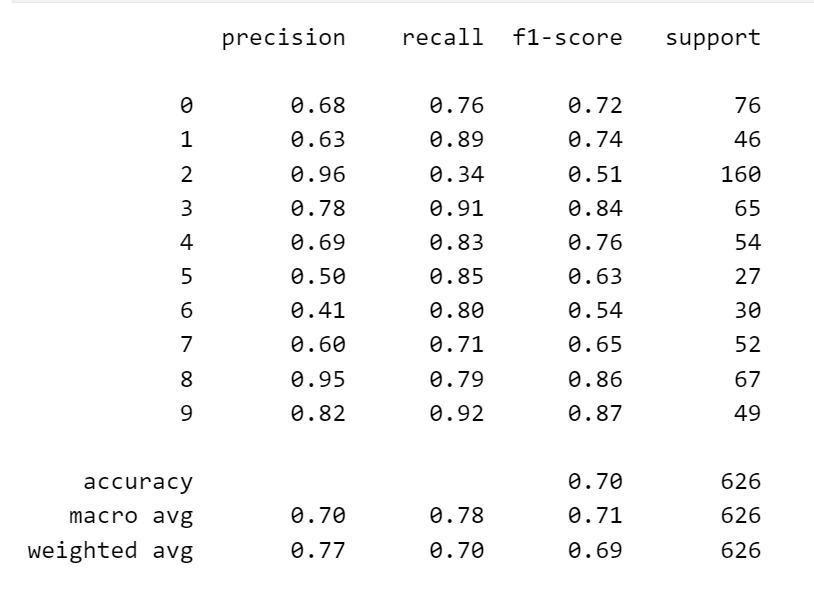 precision recall f1-score support
0 0.68 0.76 0.72 76
1 0.63 0.89 0.74 46
2 0.96 0.34 0.51 160
3 0.78 0.91 0.84 65
4 0.69 0.83 0.76 54
5 0.50 0.85 0.63 27
6 0.41 0.80 0.54 30
7 0.60 0.71 0.65 52
8 0.95 0.79 0.86 67
9 0.82 0.92 0.87 49
accuracy 0.70 626
macro avg 0.70 0.78 0.71 626
weighted avg 0.77 0.70 0.69 626